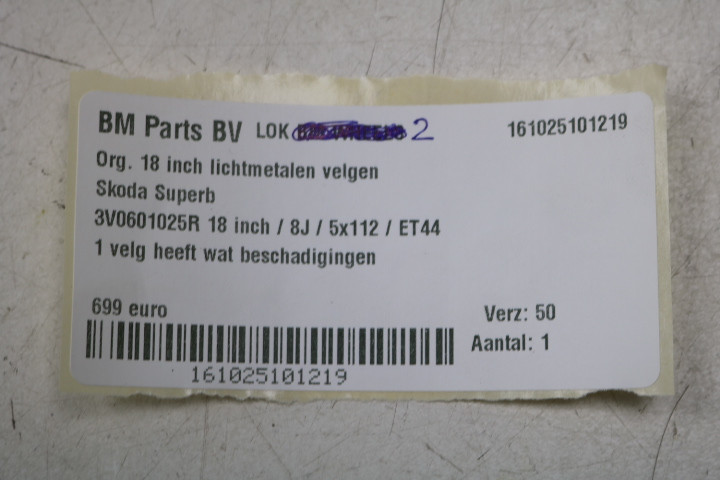 BM Parts BV LOK 2 161025101219
Org. 18 inch lichtmetalen velgen
Skoda Superb
3V0601025R 18 inch / 8J / 5x112 / ET44
1 velg heeft wat beschadigingen
699 euro Verz: 50
Aantal: 1
161025101219